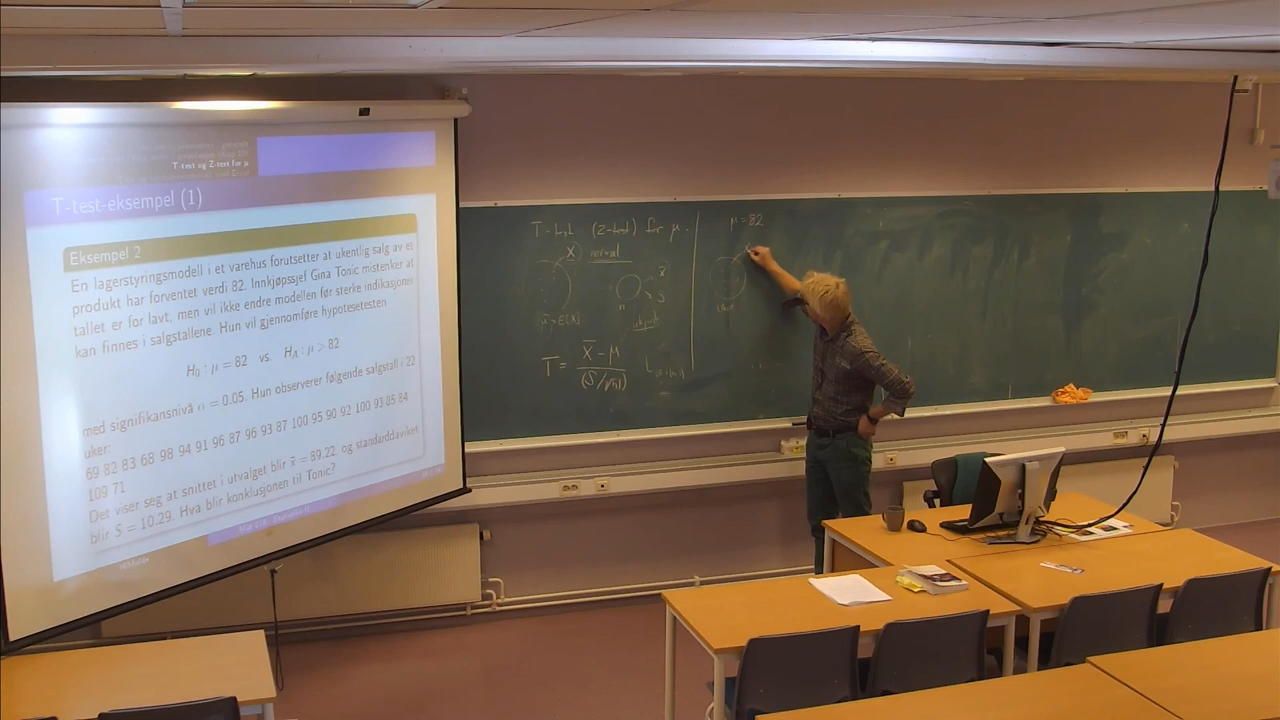 T-test og Z-test for μ
T-test-eksempel (1)
Eksempel 2
En lagerstyringsmodell i et varehus forutsetter at ukentlig salg av et
produkt har forventet verdi 82. Innkjøpssjef Gina Tonic mistenker at
tallet er for lavt, men vil ikke endre modellen før sterke indikasjoner
kan finnes i salgstallene. Hun vil gjennomføre hypotesetesten
H₀ : μ = 82 vs. H_A : μ > 82
med signifikansnivå α = 0.05. Hun observerer følgende salgstall i 22
uker:
69 82 83 68 98 94 91 96 87 96 93 87 100 95 90 92 100 93 85 84
109 71
Det viser seg at snittet i utvalget blir x̄ = 89.22, og standardavviket
blir S = 10.29. Hva blir konklusjonen til Tonic?
T-test (Z-test) for μ.
X normal
X̄
S
n
μ = E[X]
ukjent
T = X̄ - μ / (S/√n)
μ = 82